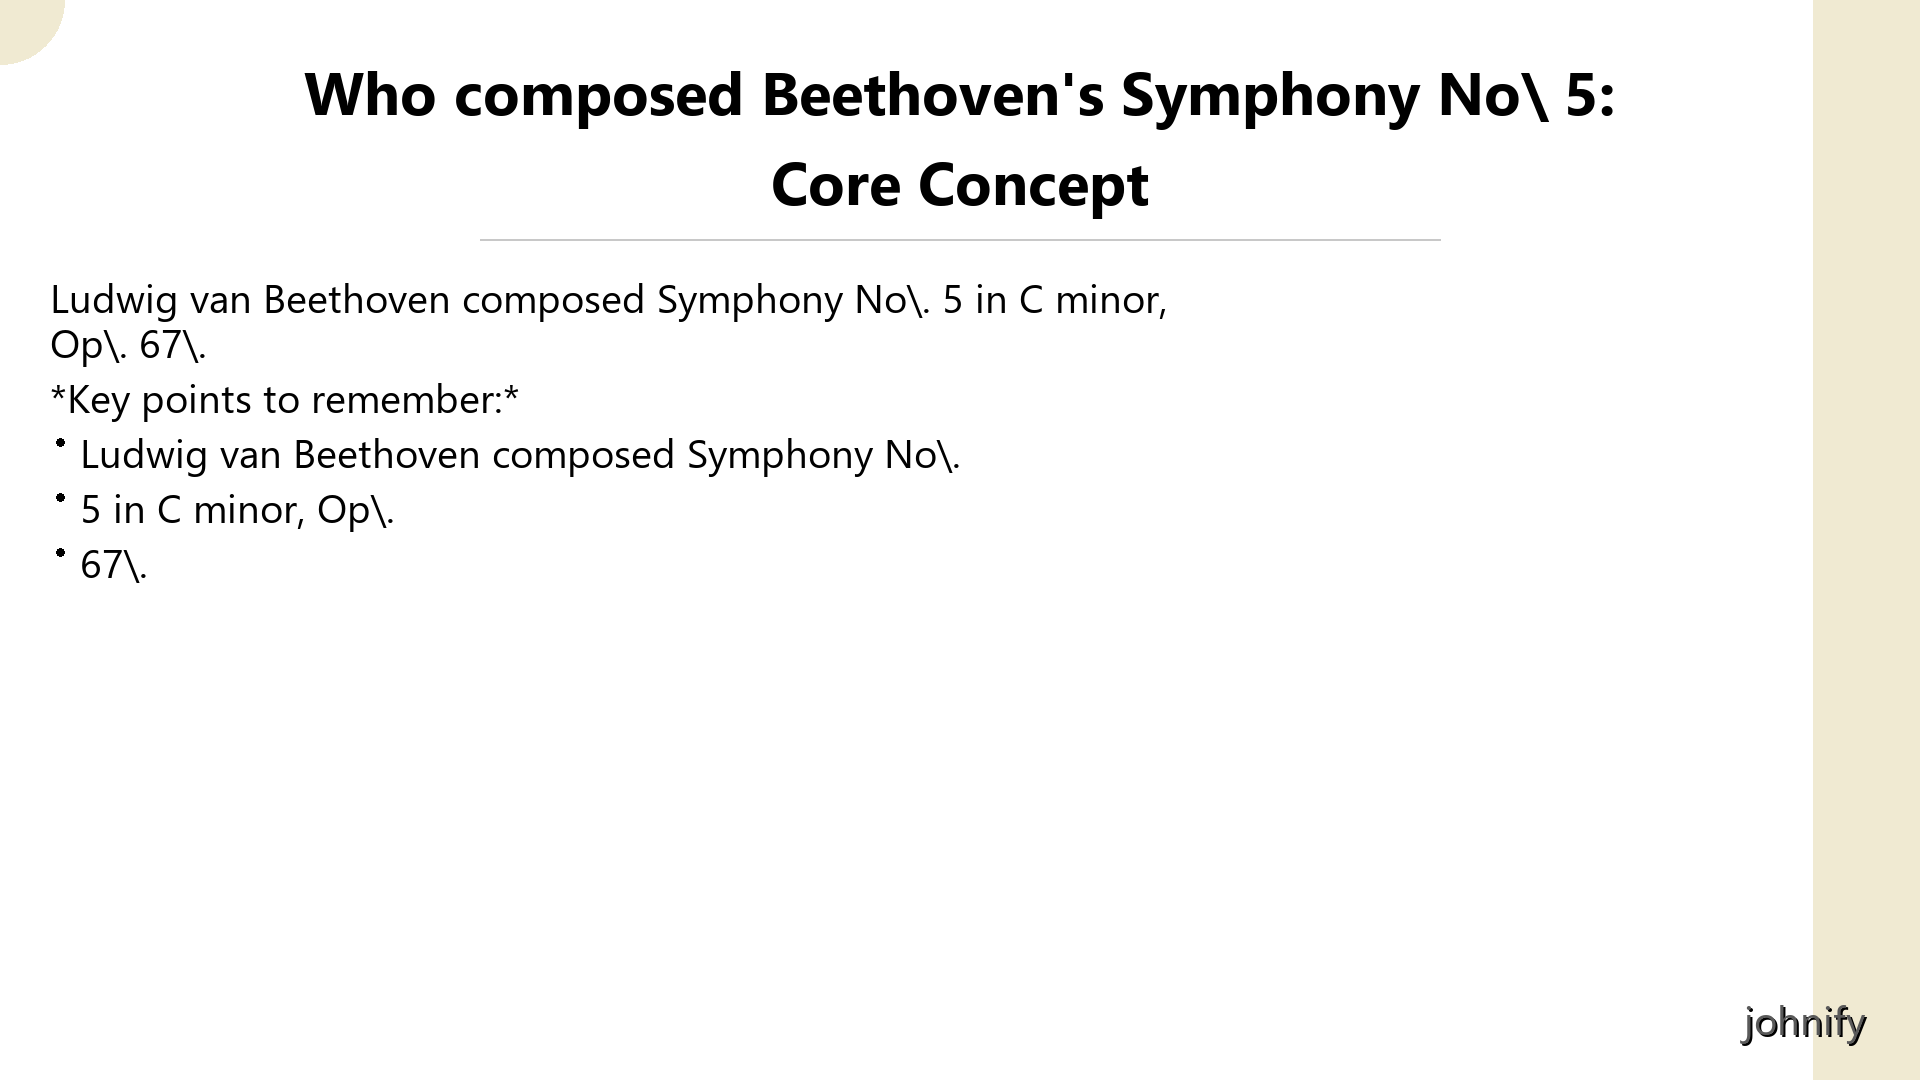 Who composed Beethoven's Symphony No\ 5:
Core Concept
Ludwig van Beethoven composed Symphony No\. 5 in C minor,
Op\. 67\.
*Key points to remember:*
• Ludwig van Beethoven composed Symphony No\.
• 5 in C minor, Op\.
• 67\.
johnify